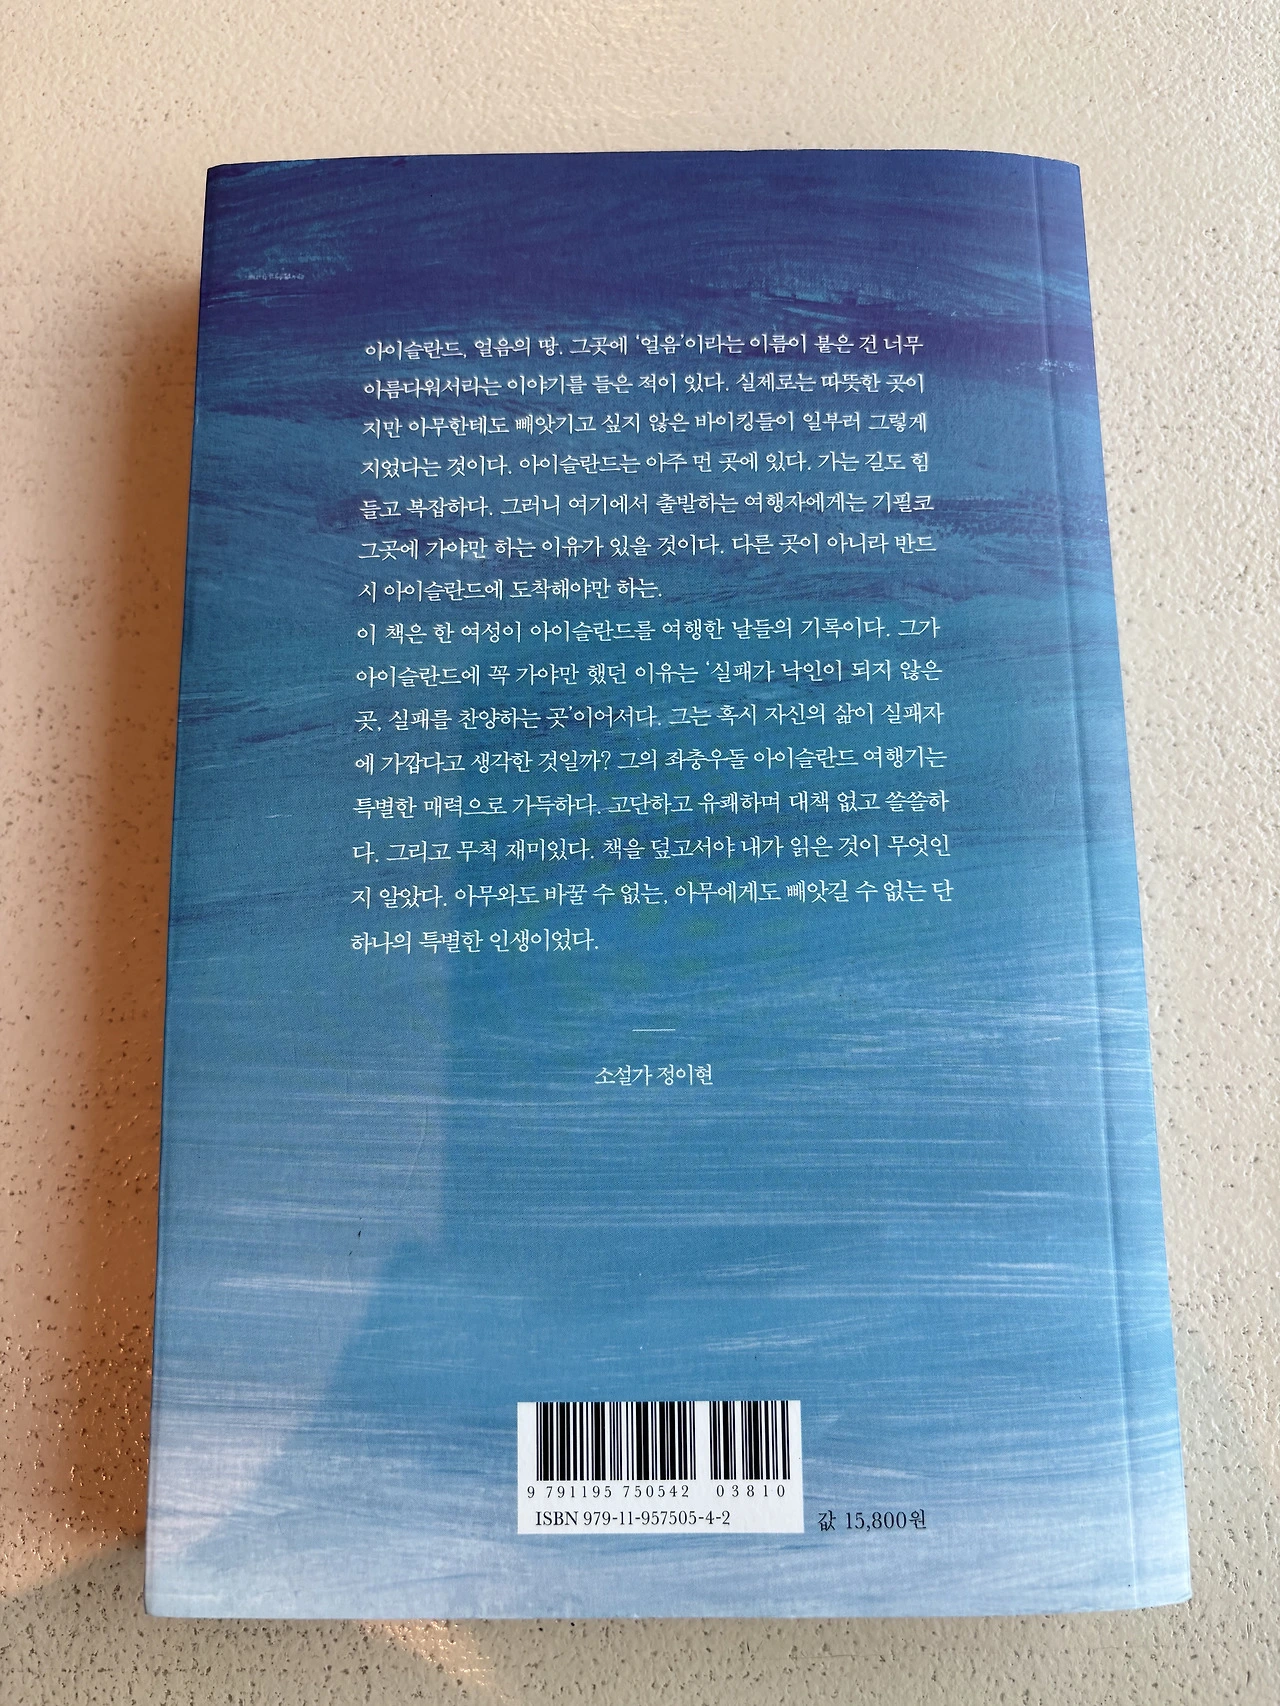 아이슬란드, 얼음의 땅. 그곳에 ‘얼음’이라는 이름이 붙은 건 너무
아름다워서라는 이야기를 들은 적이 있다. 실제로는 따뜻한 곳이
지만 아무한테도 빼앗기고 싶지 않은 바이킹들이 일부러 그렇게
지었다는 것이다. 아이슬란드는 아주 먼 곳에 있다. 가는 길도 힘
들고 복잡하다. 그러니 여기에서 출발하는 여행자에게는 기필코
그곳에 가야만 하는 이유가 있을 것이다. 다른 곳이 아니라 반드
시 아이슬란드에 도착해야만 하는.
이 책은 한 여성이 아이슬란드를 여행한 날들의 기록이다. 그가
아이슬란드에 꼭 가야만 했던 이유는 ‘실패가 낙인이 되지 않은
곳, 실패를 찬양하는 곳’이어서다. 그는 혹시 자신의 삶이 실패자
에 가깝다고 생각한 것일까? 그의 좌충우돌 아이슬란드 여행기는
특별한 매력으로 가득하다. 고단하고 유쾌하며 대책 없고 쓸쓸하
다. 그리고 무척 재미있다. 책을 덮고서야 내가 읽은 것이 무엇인
지 알았다. 아무와도 바꿀 수 없는, 아무에게도 빼앗길 수 없는 단
하나의 특별한 인생이었다.
소설가 정이현
9 791195 750542 03810
ISBN 979-11-957505-4-2
값 15,800원